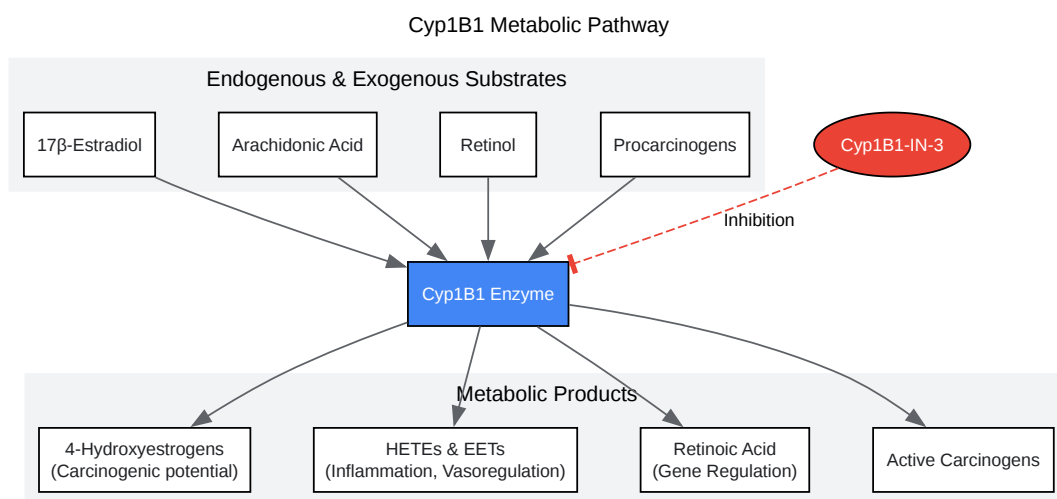 Cyp1B1 Metabolic Pathway
Endogenous & Exogenous Substrates
17β-Estradiol
Arachidonic Acid
Retinol
Procarcinogens
Cyp1B1-IN-3
Inhibition
Cyp1B1 Enzyme
Metabolic Products
4-Hydroxyestrogens
(Carcinogenic potential)
HETEs & EETs
(Inflammation, Vasoregulation)
Retinoic Acid
(Gene Regulation)
Active Carcinogens